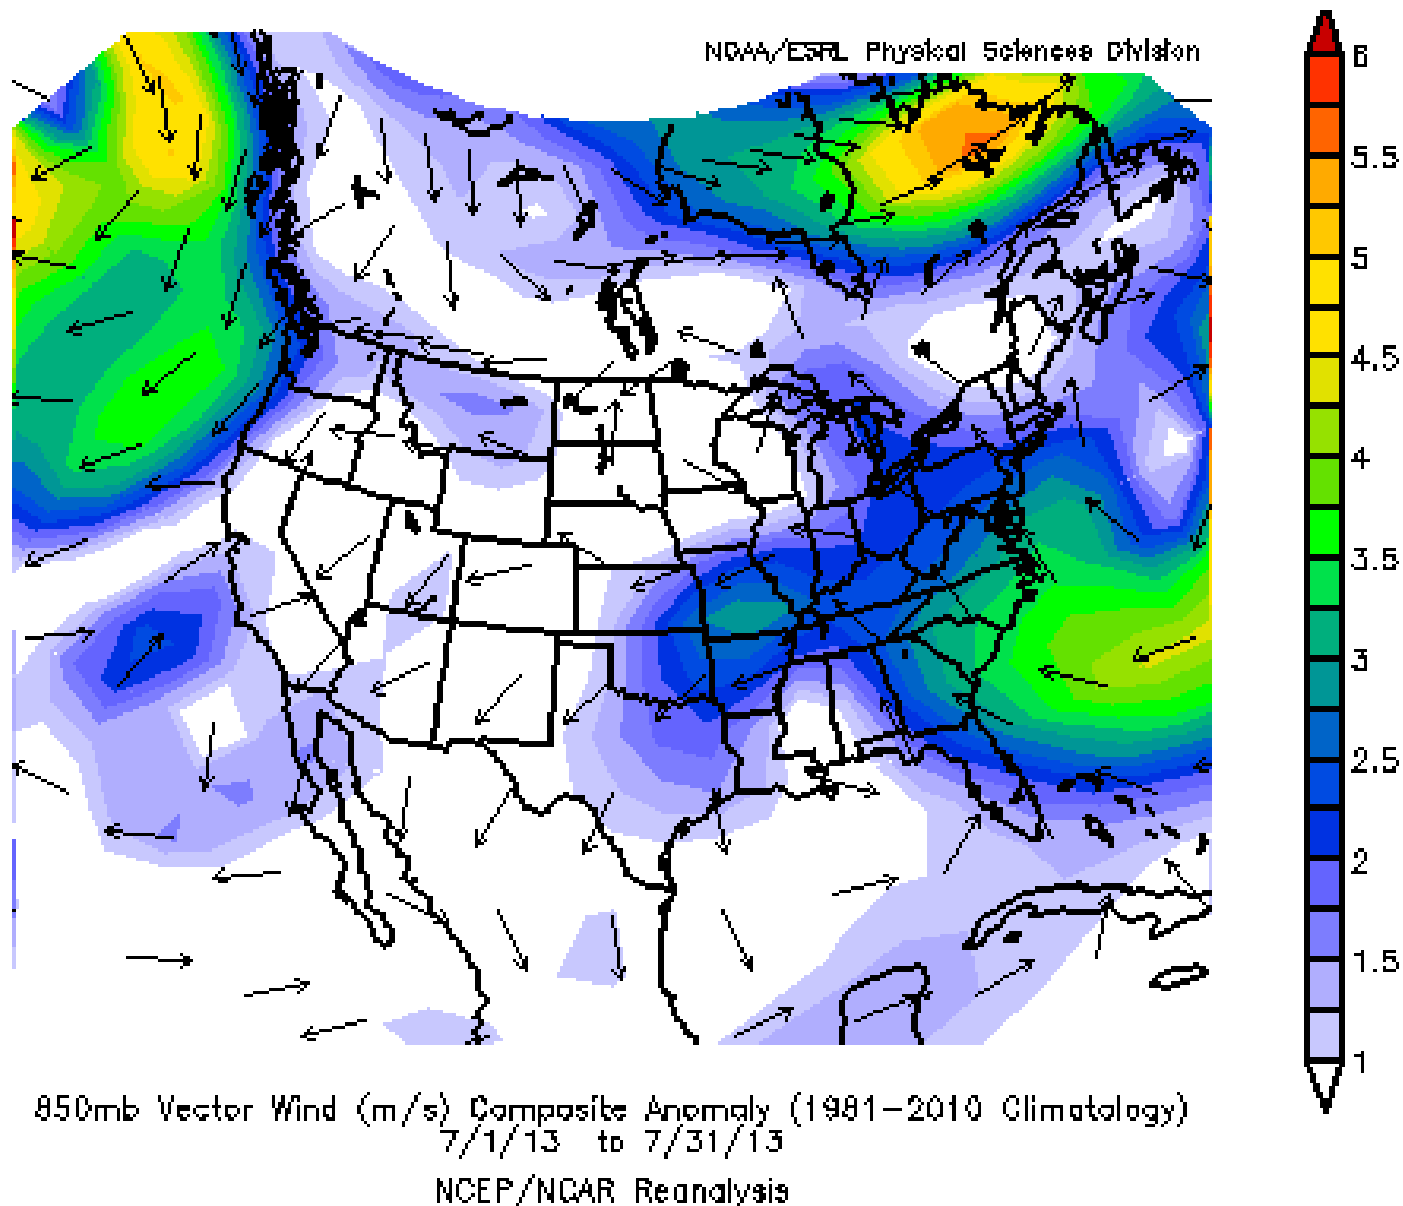 NOAA/ESRL Physical Sciences Division
6
5.5
5
4.5
4
3.5
3
2.5
2
1.5
1
850mb Vector Wind (m/s) Composite Anomaly (1981-2010 Climatology)
7/1/13 to 7/31/13
NCEP/NCAR Reanalysis